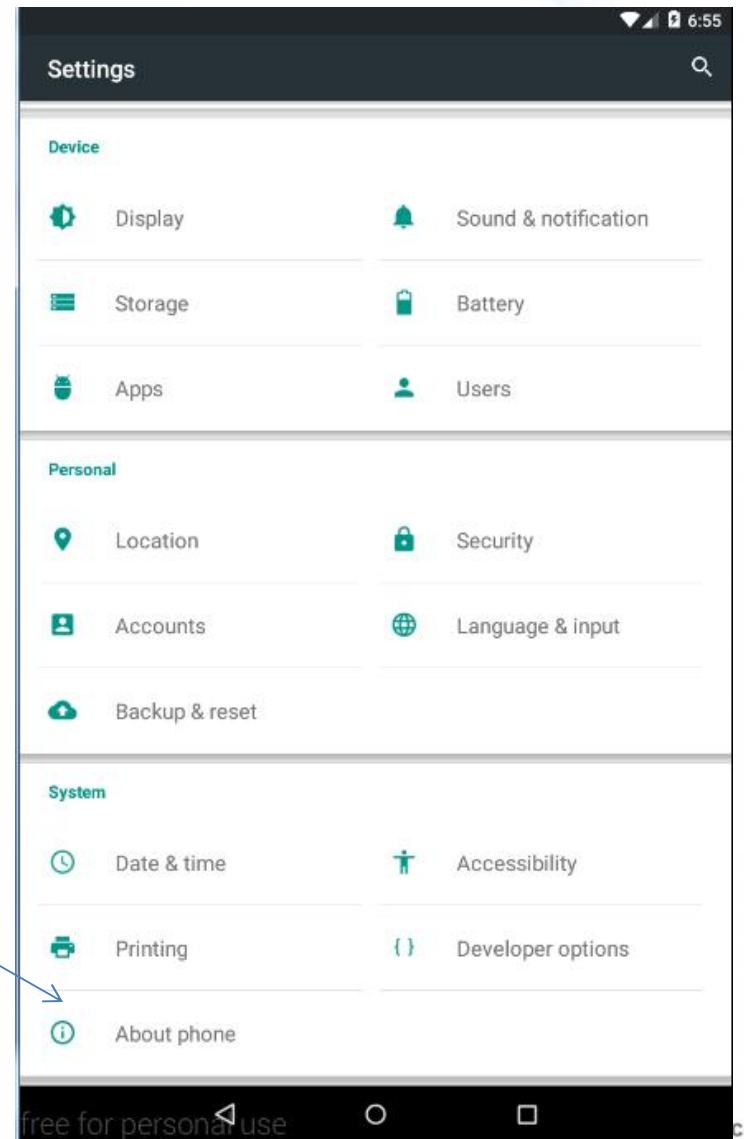 6:55
Settings
Device
Display
Sound & notification
Storage
Battery
Apps
Users
Personal
Location
Security
Accounts
Language & input
Backup & reset
System
Date & time
Accessibility
Printing
{ } Developer options
About phone
free for personal use
c